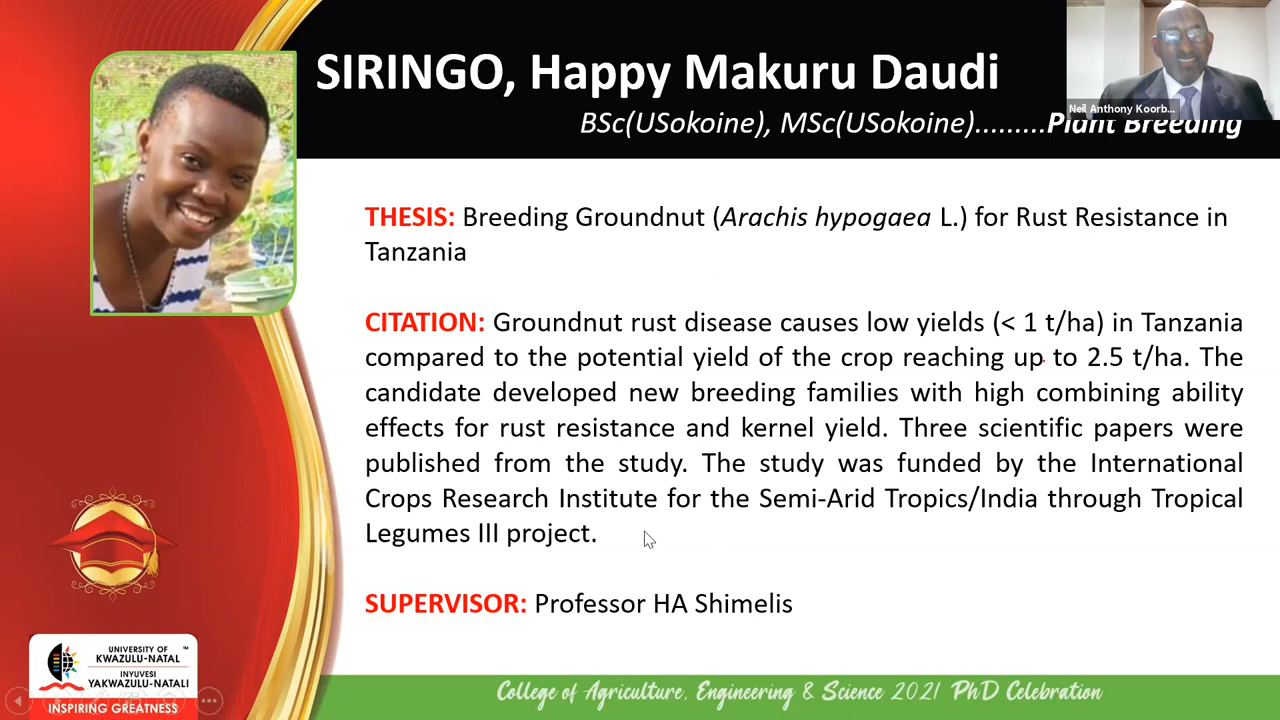 SIRINGO, Happy Makuru Daudi
Neil Anthony Koorb...
BSc(USokoine), MSc(USokoine).........Plant Breeding
THESIS: Breeding Groundnut (Arachis hypogaea L.) for Rust Resistance in
Tanzania
CITATION: Groundnut rust disease causes low yields (< 1 t/ha) in Tanzania
compared to the potential yield of the crop reaching up to 2.5 t/ha. The
candidate developed new breeding families with high combining ability
effects for rust resistance and kernel yield. Three scientific papers were
published from the study. The study was funded by the International
Crops Research Institute for the Semi-Arid Tropics/India through Tropical
Legumes III project.
SUPERVISOR: Professor HA Shimelis
UNIVERSITY OF ™
KWAZULU-NATAL
INYUVESI
YAKWAZULU-NATALI
INSPIRING GREATNESS
College of Agriculture, Engineering & Science 2021 PhD Celebration